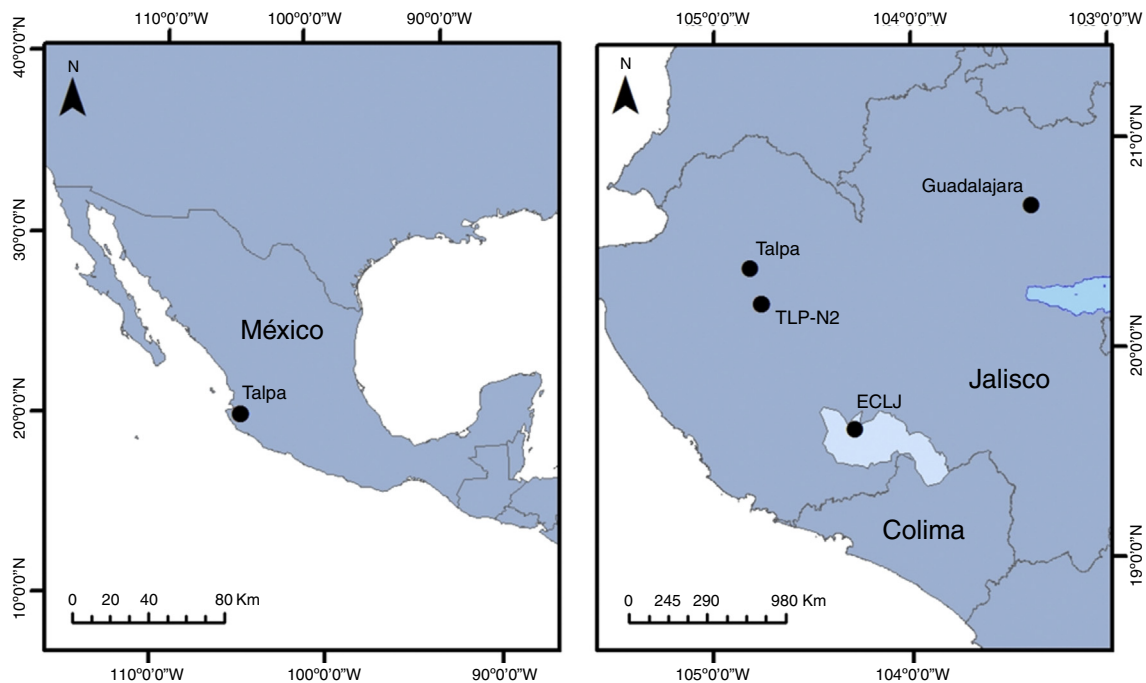 110°0'0"W 100°0'0"W 90°0'0"W
40°0'0"N
30°0'0"N
20°0'0"N
10°0'0"N
N
México
Talpa
0 20 40 80 Km
110°0'0"W 100°0'0"W 90°0'0"W
105°0'0"W 104°0'0"W 103°0'0"W
N
Guadalajara
Talpa
TLP-N2
Jalisco
ECLJ
Colima
0 245 290 980 Km
21°0'0"N
20°0'0"N
19°0'0"N
105°0'0"W 104°0'0"W